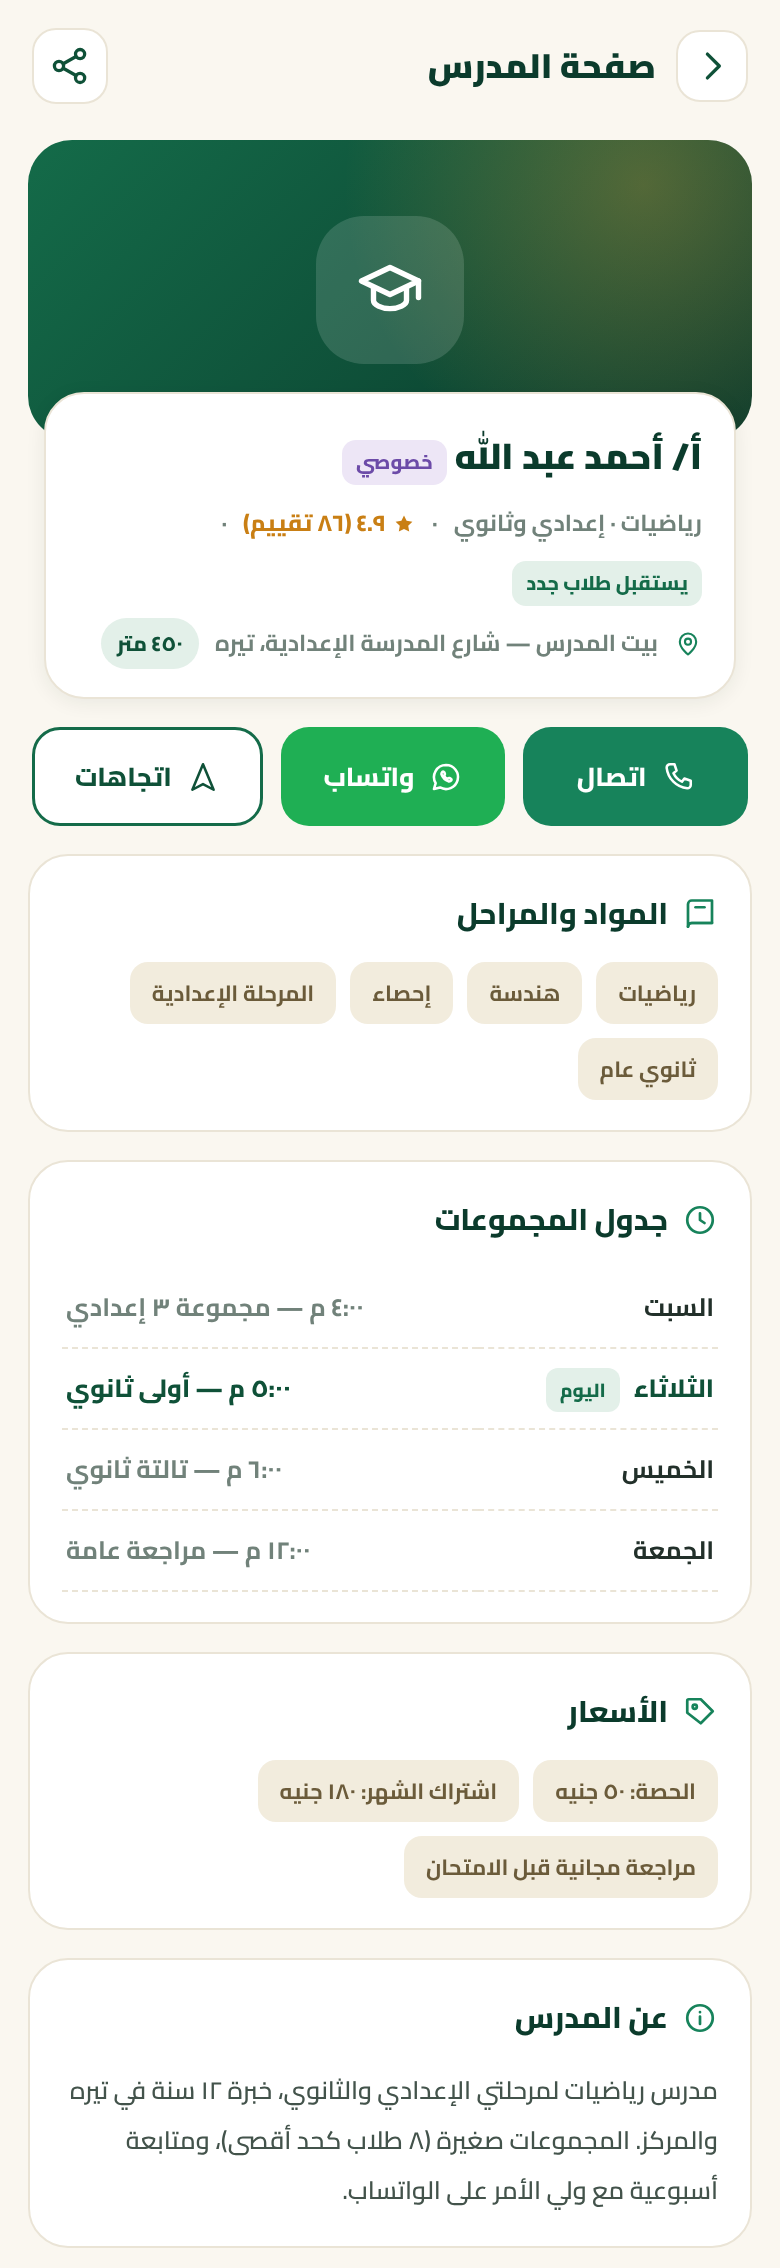 صفحة المدرس
أ/ أحمد عبد الله خصوصي
رياضيات · إعدادي وثانوي · ★ ٤.٩ (٨٦ تقييم) ·
يستقبل طلاب جدد
بيت المدرس — شارع المدرسة الإعدادية، تيره ٤٥٠ متر
اتصال واتساب اتجاهات
المواد والمراحل
رياضيات هندسة إحصاء المرحلة الإعدادية
ثانوي عام
جدول المجموعات
السبت ٤:٠٠ م — مجموعة ٣ إعدادي
الثلاثاء اليوم ٥:٠٠ م — أولى ثانوي
الخميس ٦:٠٠ م — تالتة ثانوي
الجمعة ١٢:٠٠ م — مراجعة عامة
الأسعار
الحصة: ٥٠ جنيه اشتراك الشهر: ١٨٠ جنيه
مراجعة مجانية قبل الامتحان
عن المدرس
مدرس رياضيات لمرحلتي الإعدادي والثانوي، خبرة ١٢ سنة في تيره
والمركز. المجموعات صغيرة (٨ طلاب كحد أقصى)، ومتابعة
أسبوعية مع ولي الأمر على الواتساب.